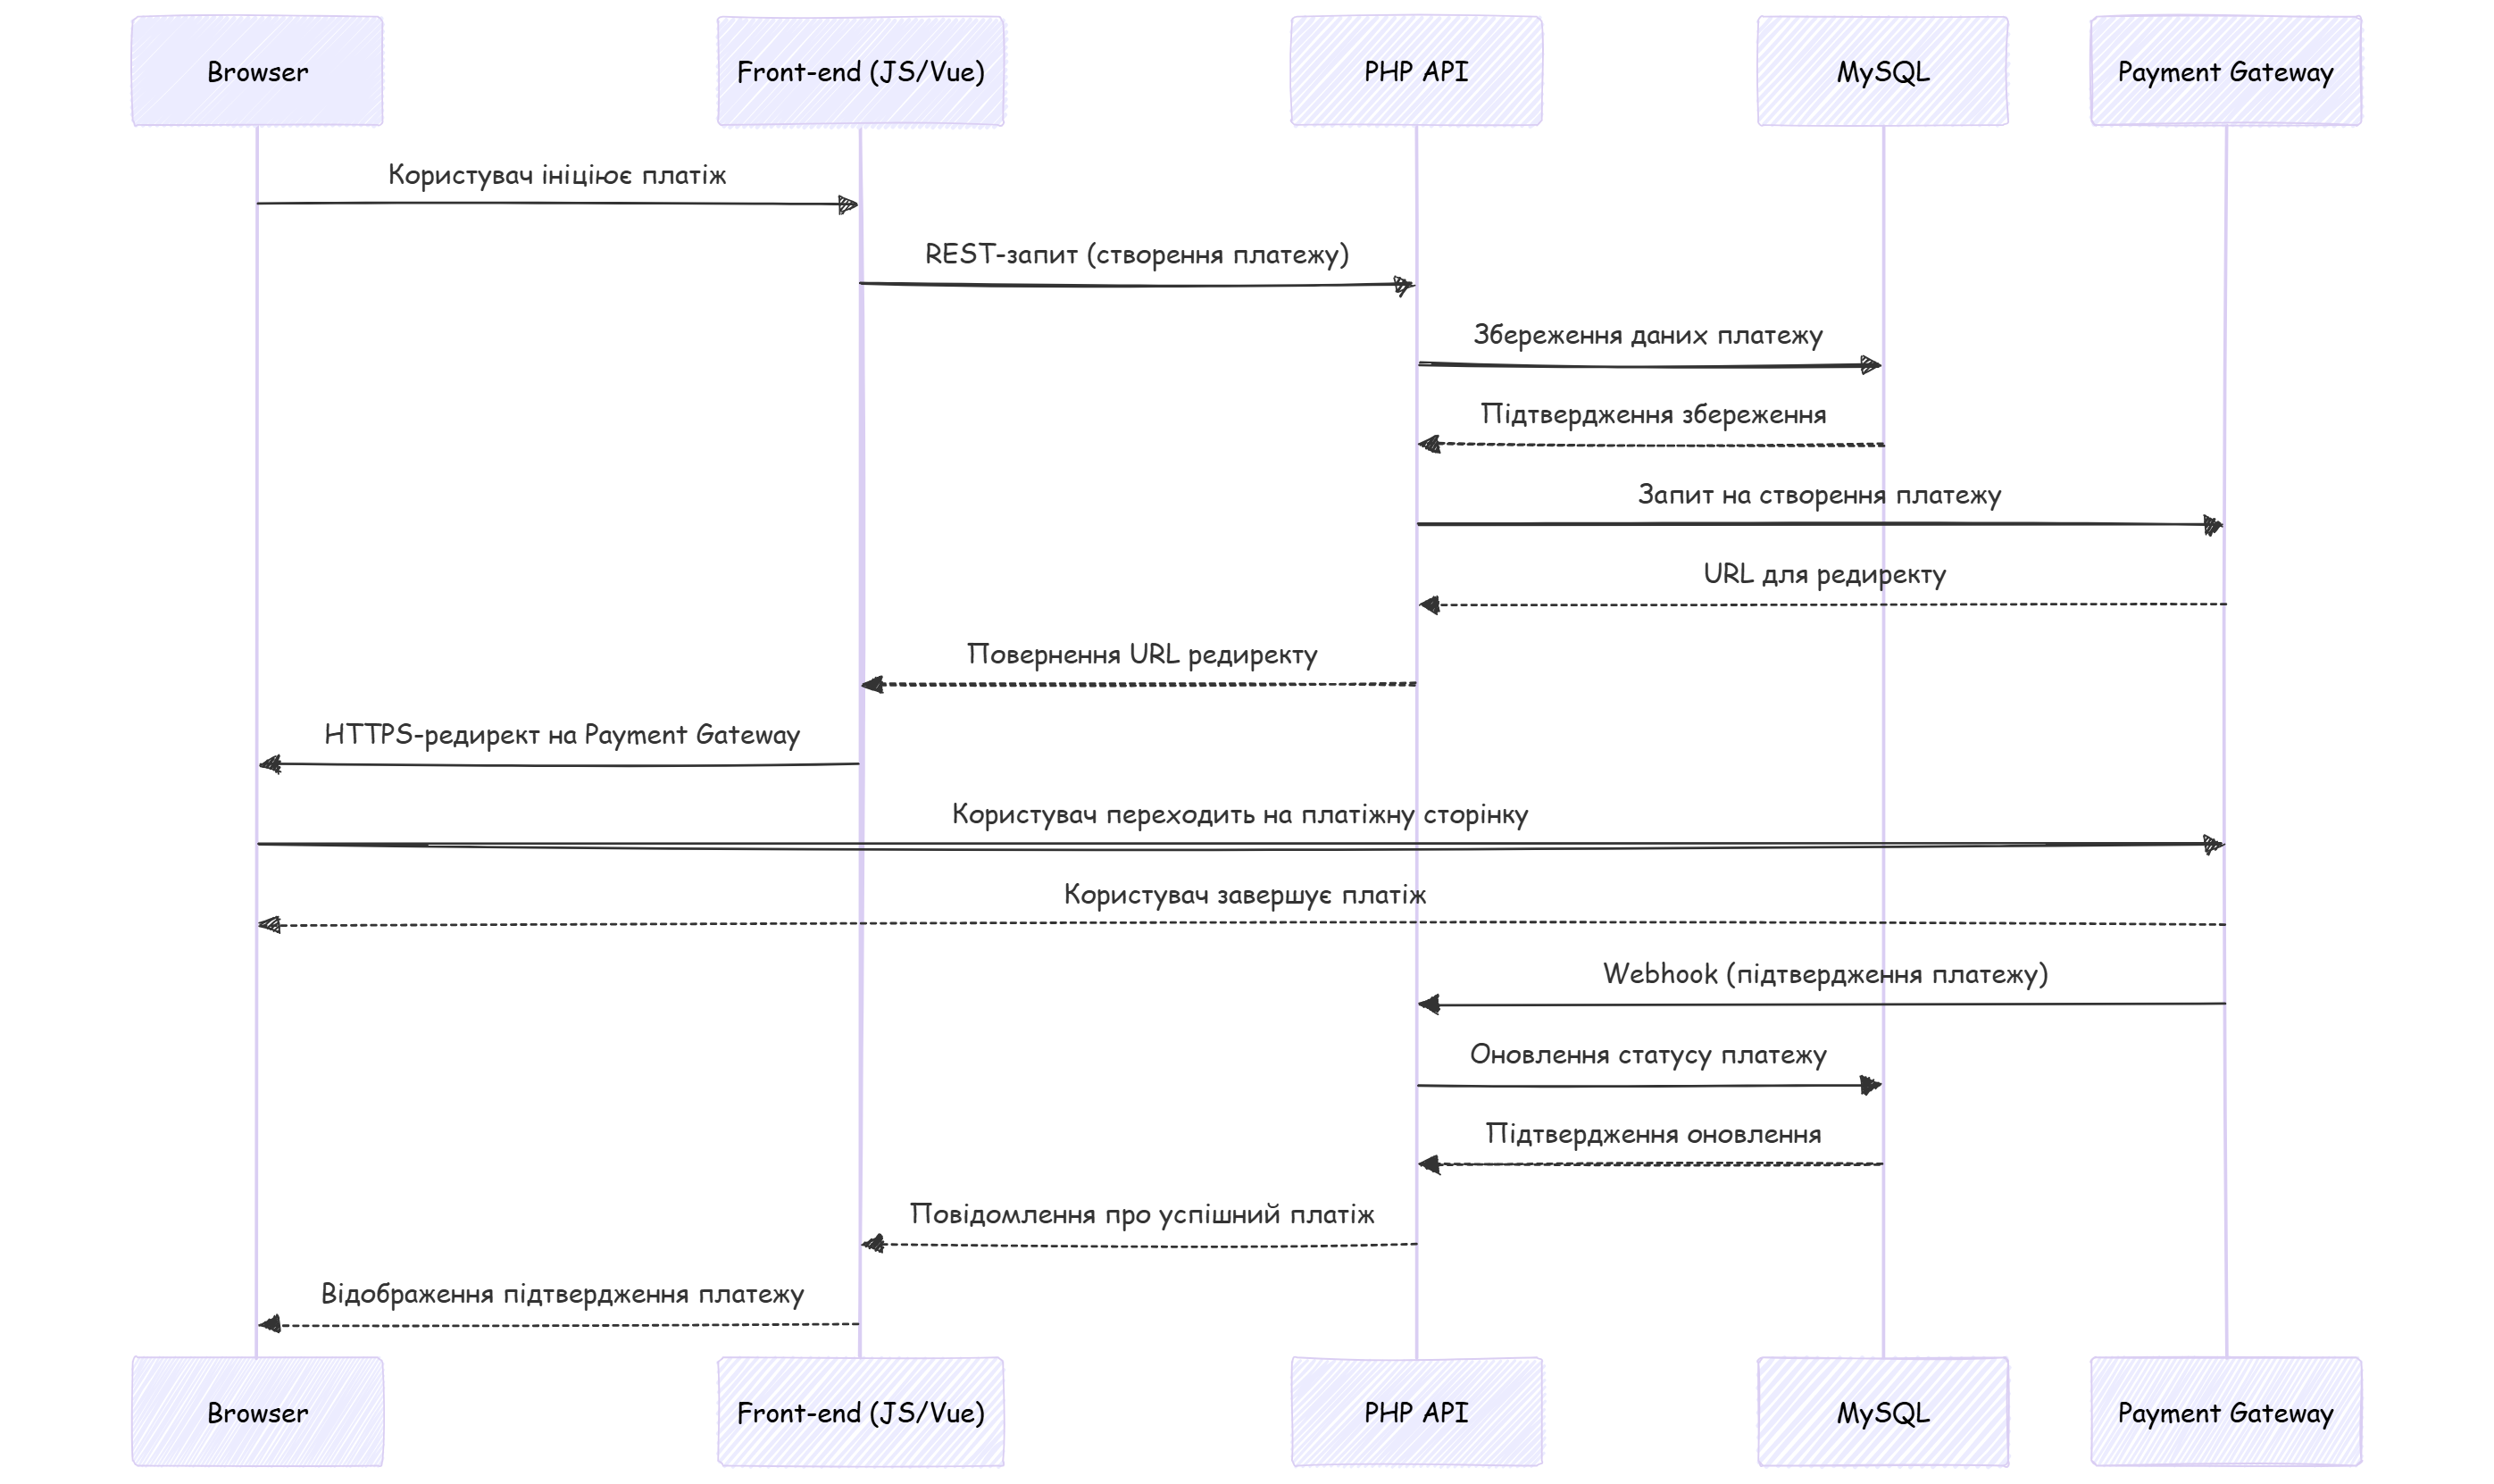 Browser
Front-end (JS/Vue)
PHP API
MySQL
Payment Gateway
Користувач ініціює платіж
REST-запит (створення платежу)
Збереження даних платежу
Підтвердження збереження
Запит на створення платежу
URL для редиректу
Повернення URL редиректу
HTTPS-редирект на Payment Gateway
Користувач переходить на платіжну сторінку
Користувач завершує платіж
Webhook (підтвердження платежу)
Оновлення статусу платежу
Підтвердження оновлення
Повідомлення про успішний платіж
Відображення підтвердження платежу
Browser
Front-end (JS/Vue)
PHP API
MySQL
Payment Gateway